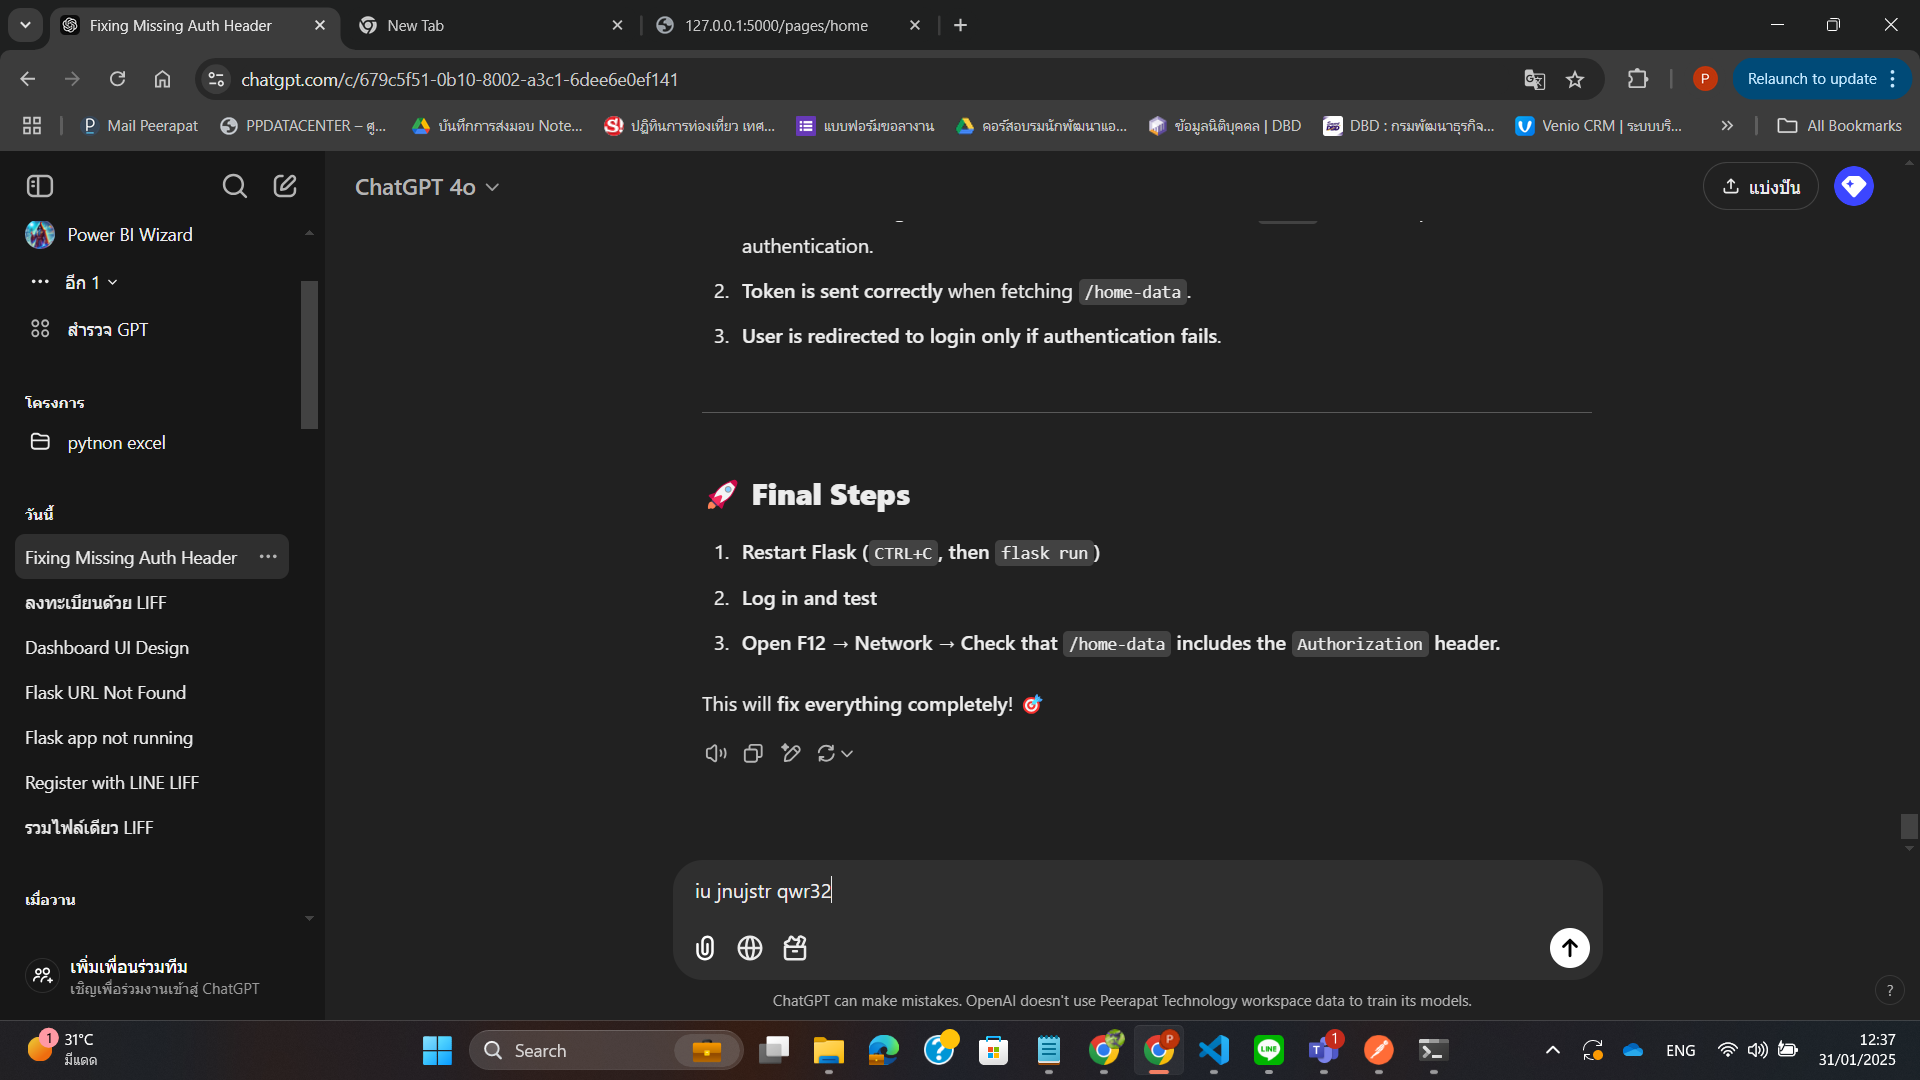 Fixing Missing Auth Header
New Tab
127.0.0.1:5000/pages/home
chatgpt.com/c/679c5f51-0b10-8002-a3c1-6dee6e0ef141
P
Relaunch to update
Mail Peerapat
PPDATACENTER – ศู...
บันทึกการส่งมอบ Note...
ปฏิทินการท่องเที่ยว เทศ...
แบบฟอร์มขอลางาน
คอร์สอบรมนักพัฒนาแอ...
ข้อมูลนิติบุคคล | DBD
DBD : กรมพัฒนาธุรกิจ...
Venio CRM | ระบบบริ...
All Bookmarks
ChatGPT 4o
แบ่งปัน
Power BI Wizard
อีก 1
สำรวจ GPT
โครงการ
pytnon excel
วันนี้
Fixing Missing Auth Header
ลงทะเบียนด้วย LIFF
Dashboard UI Design
Flask URL Not Found
Flask app not running
Register with LINE LIFF
รวมไฟล์เดียว LIFF
เมื่อวาน
เพิ่มเพื่อนร่วมทีม
เชิญเพื่อร่วมงานเข้าสู่ ChatGPT
authentication.
2. Token is sent correctly when fetching /home-data.
3. User is redirected to login only if authentication fails.
🚀 Final Steps
1. Restart Flask (CTRL+C, then flask run)
2. Log in and test
3. Open F12 → Network → Check that /home-data includes the Authorization header.
This will fix everything completely! 🎯
iu jnujstr qwr32
ChatGPT can make mistakes. OpenAI doesn't use Peerapat Technology workspace data to train its models.
?
1
31°C
มีแดด
Search
P
LINE
1
ENG
12:37
31/01/2025